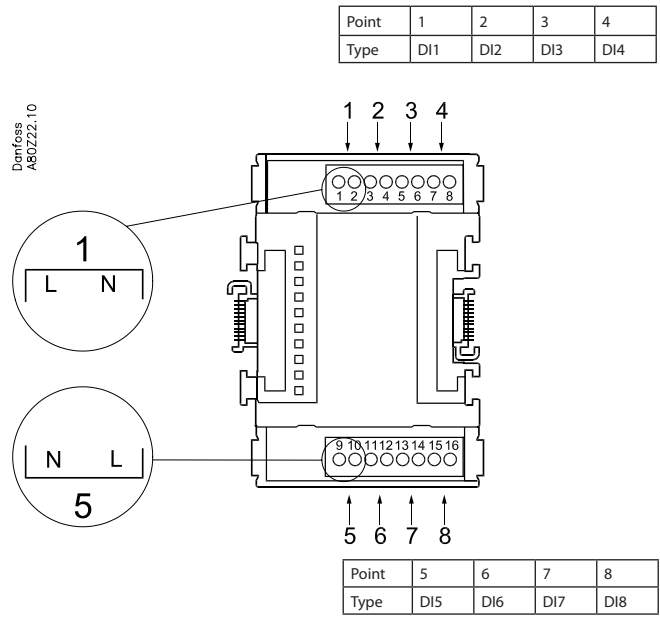 Point 1 2 3 4
Type DI1 DI2 DI3 DI4
Danfoss
A80Z22.10
1 2 3 4
1 2 3 4 5 6 7 8
1
L N
9 10 11 12 13 14 15 16
N L
5
5 6 7 8
Point 5 6 7 8
Type DI5 DI6 DI7 DI8